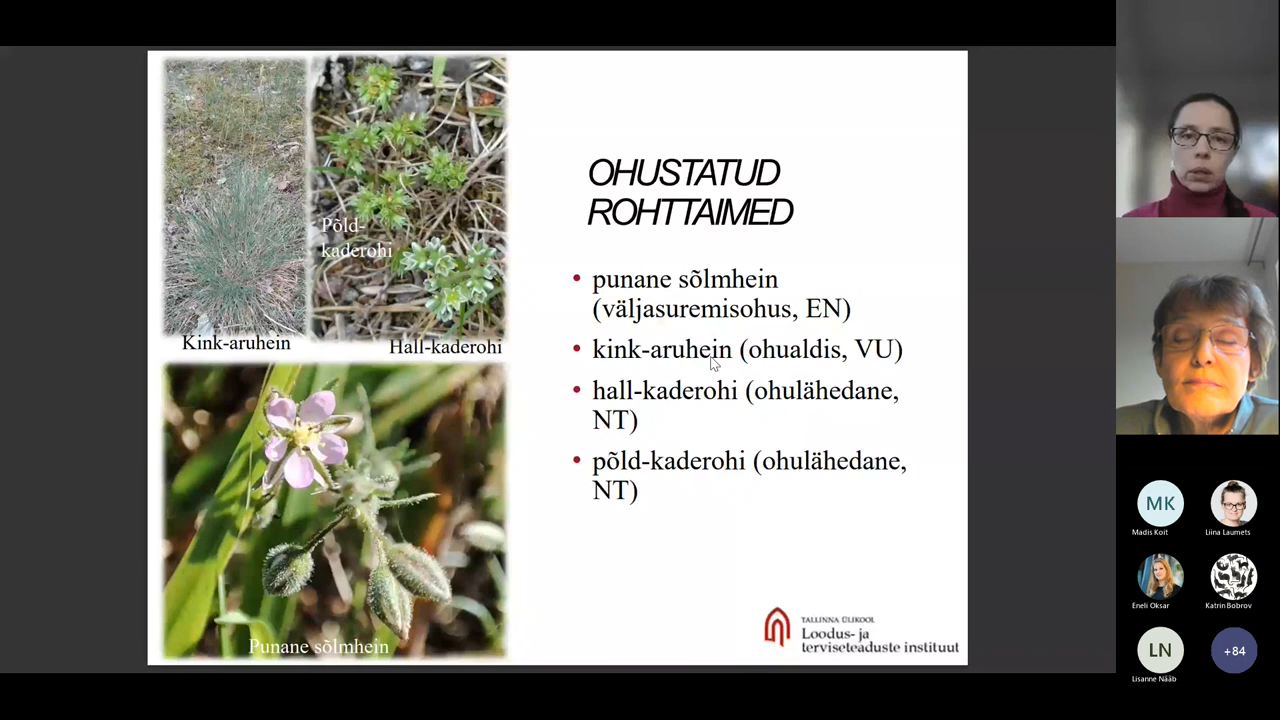 Põld-
kaderohi
Kink-aruhein
Hall-kaderohi
Punane sõlmhein
OHUSTATUD
ROHTTAIMED
• punane sõlmhein
(väljasuremisohus, EN)
• kink-aruhein (ohualdis, VU)
• hall-kaderohi (ohulähedane,
NT)
• põld-kaderohi (ohulähedane,
NT)
TALLINNA ÜLIKOOL
Loodus- ja
terviseteaduste instituut
MK
Madis Koit
Liina Laumets
Eneli Oksar
Katrin Bobrov
LN
Lisanne Nääb
+84